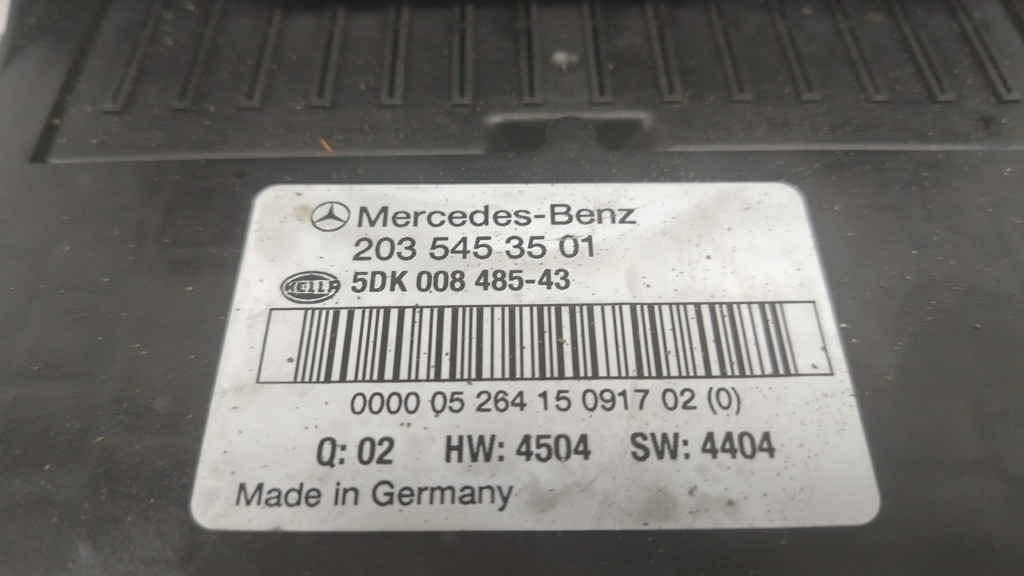 Mercedes-Benz
203 545 35 01
HELLA 5DK 008 485-43
0000 05 264 15 0917 02 (0)
Q: 02 HW: 4504 SW: 4404
Made in Germany